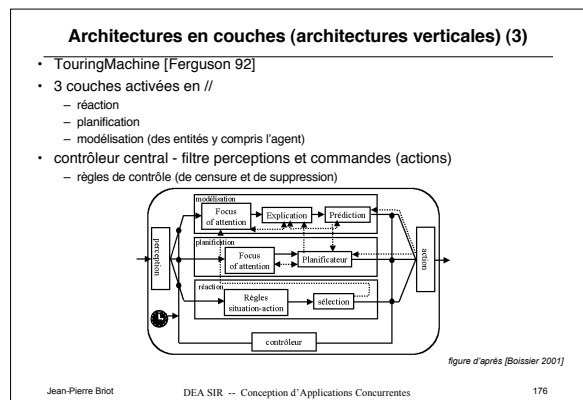 Architectures en couches (architectures verticales) (3)
• TouringMachine [Ferguson 92]
• 3 couches activées en //
– réaction
– planification
– modélisation (des entités y compris l'agent)
• contrôleur central - filtre perceptions et commandes (actions)
– règles de contrôle (de censure et de suppression)
modélisation
Focus
of attention
Explication
Prédiction
perception
planification
Focus
of attention
Planificateur
action
réaction
Règles
situation-action
sélection
contrôleur
figure d'après [Boissier 2001]
Jean-Pierre Briot
DEA SIR -- Conception d'Applications Concurrentes
176